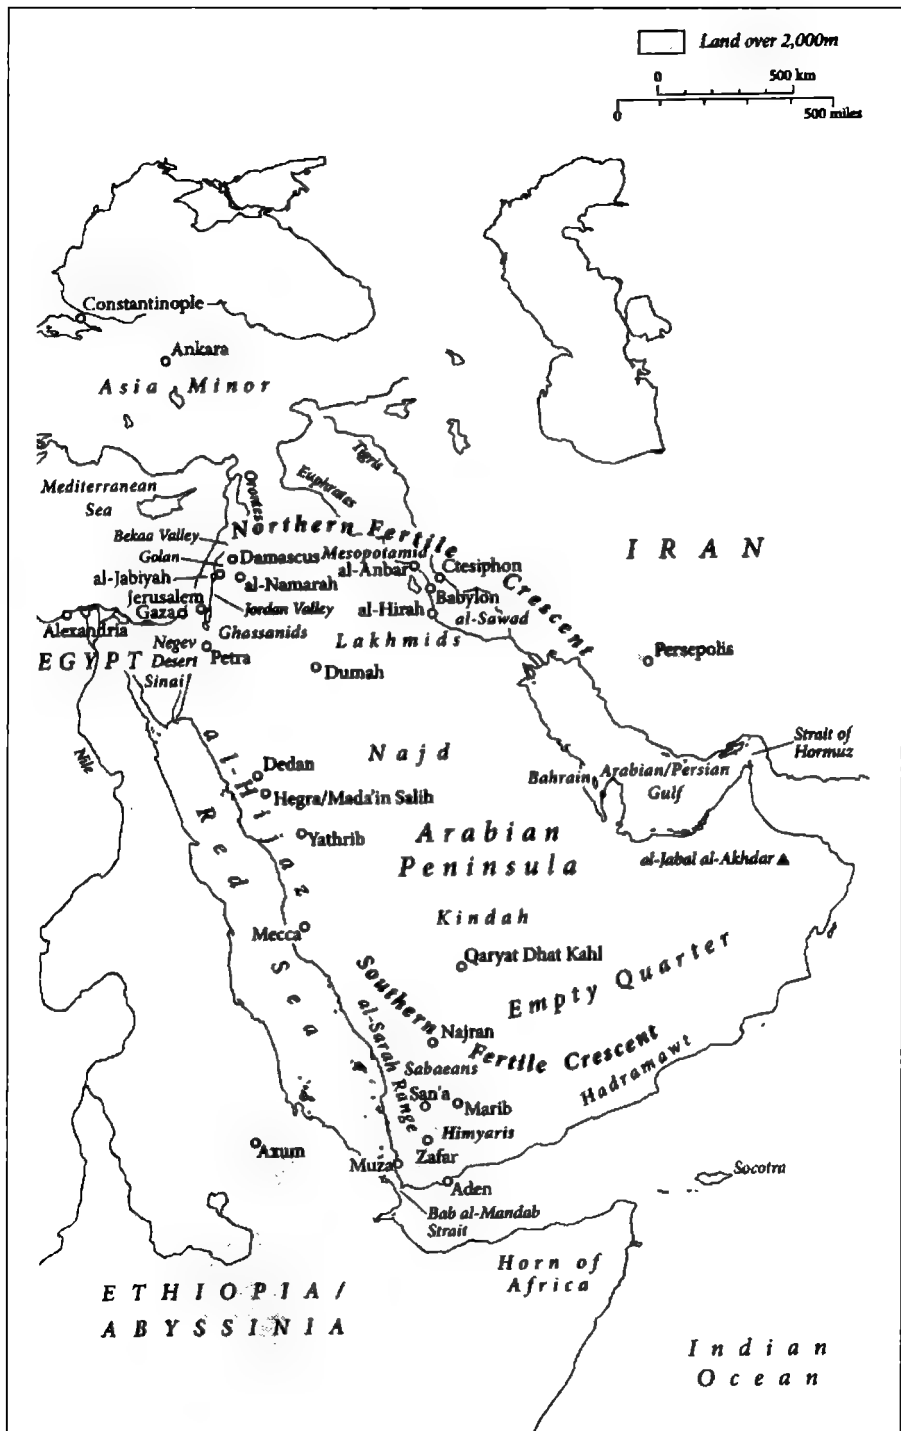 Land over 2,000m
0 500 km
0 500 miles
Constantinople
Ankara
Asia Minor
Tigris
Euphrates
Orontes
Mediterranean
Sea
Northern Fertile Crescent
Bekaa Valley
Golan
Damascus
Mesopotamia
IRAN
al-Jabiyah
al-Namarah
al-Anbar
Ctesiphon
Babylon
Jerusalem
Gaza
Jordan Valley
al-Hirah
al-Sawad
Alexandria
Ghassanids
Lakhmids
EGYPT
Negev
Desert
Petra
Persepolis
Sinai
Dumah
Nile
al-Hijaz
Najd
Strait of
Hormuz
Dedan
Bahrain
Arabian/Persian
Gulf
Hegra/Mada'in Salih
Red Sea
Yathrib
Arabian
Peninsula
al-Jabal al-Akhdar
Kindah
Mecca
Qaryat Dhat Kahl
Empty Quarter
Southern Fertile Crescent
al-Sarah Range
Najran
Sabaeans
Hadramawt
San'a
Marib
Himyaris
Axum
Zafar
Muza
Aden
Socotra
Bab al-Mandab
Strait
Horn of
Africa
ETHIOPIA/
ABYSSINIA
Indian
Ocean